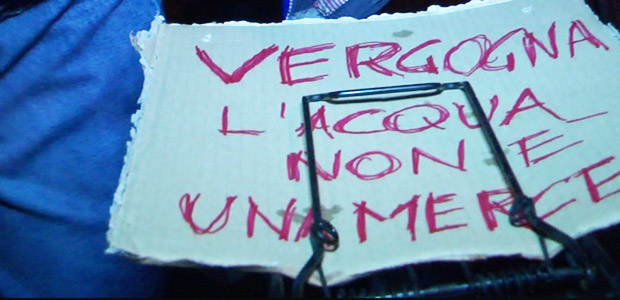 VERGOGNA
L'ACQUA
NON E
UNA MERCE